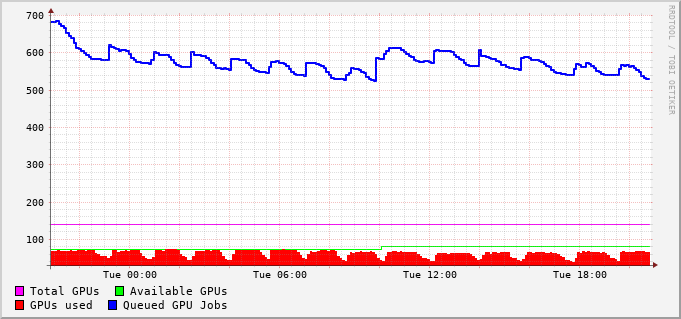 700
600
500
400
300
200
100
Tue 00:00 Tue 06:00 Tue 12:00 Tue 18:00
Total GPUs Available GPUs
GPUs used Queued GPU Jobs
RRDTOOL / TOBI OETIKER